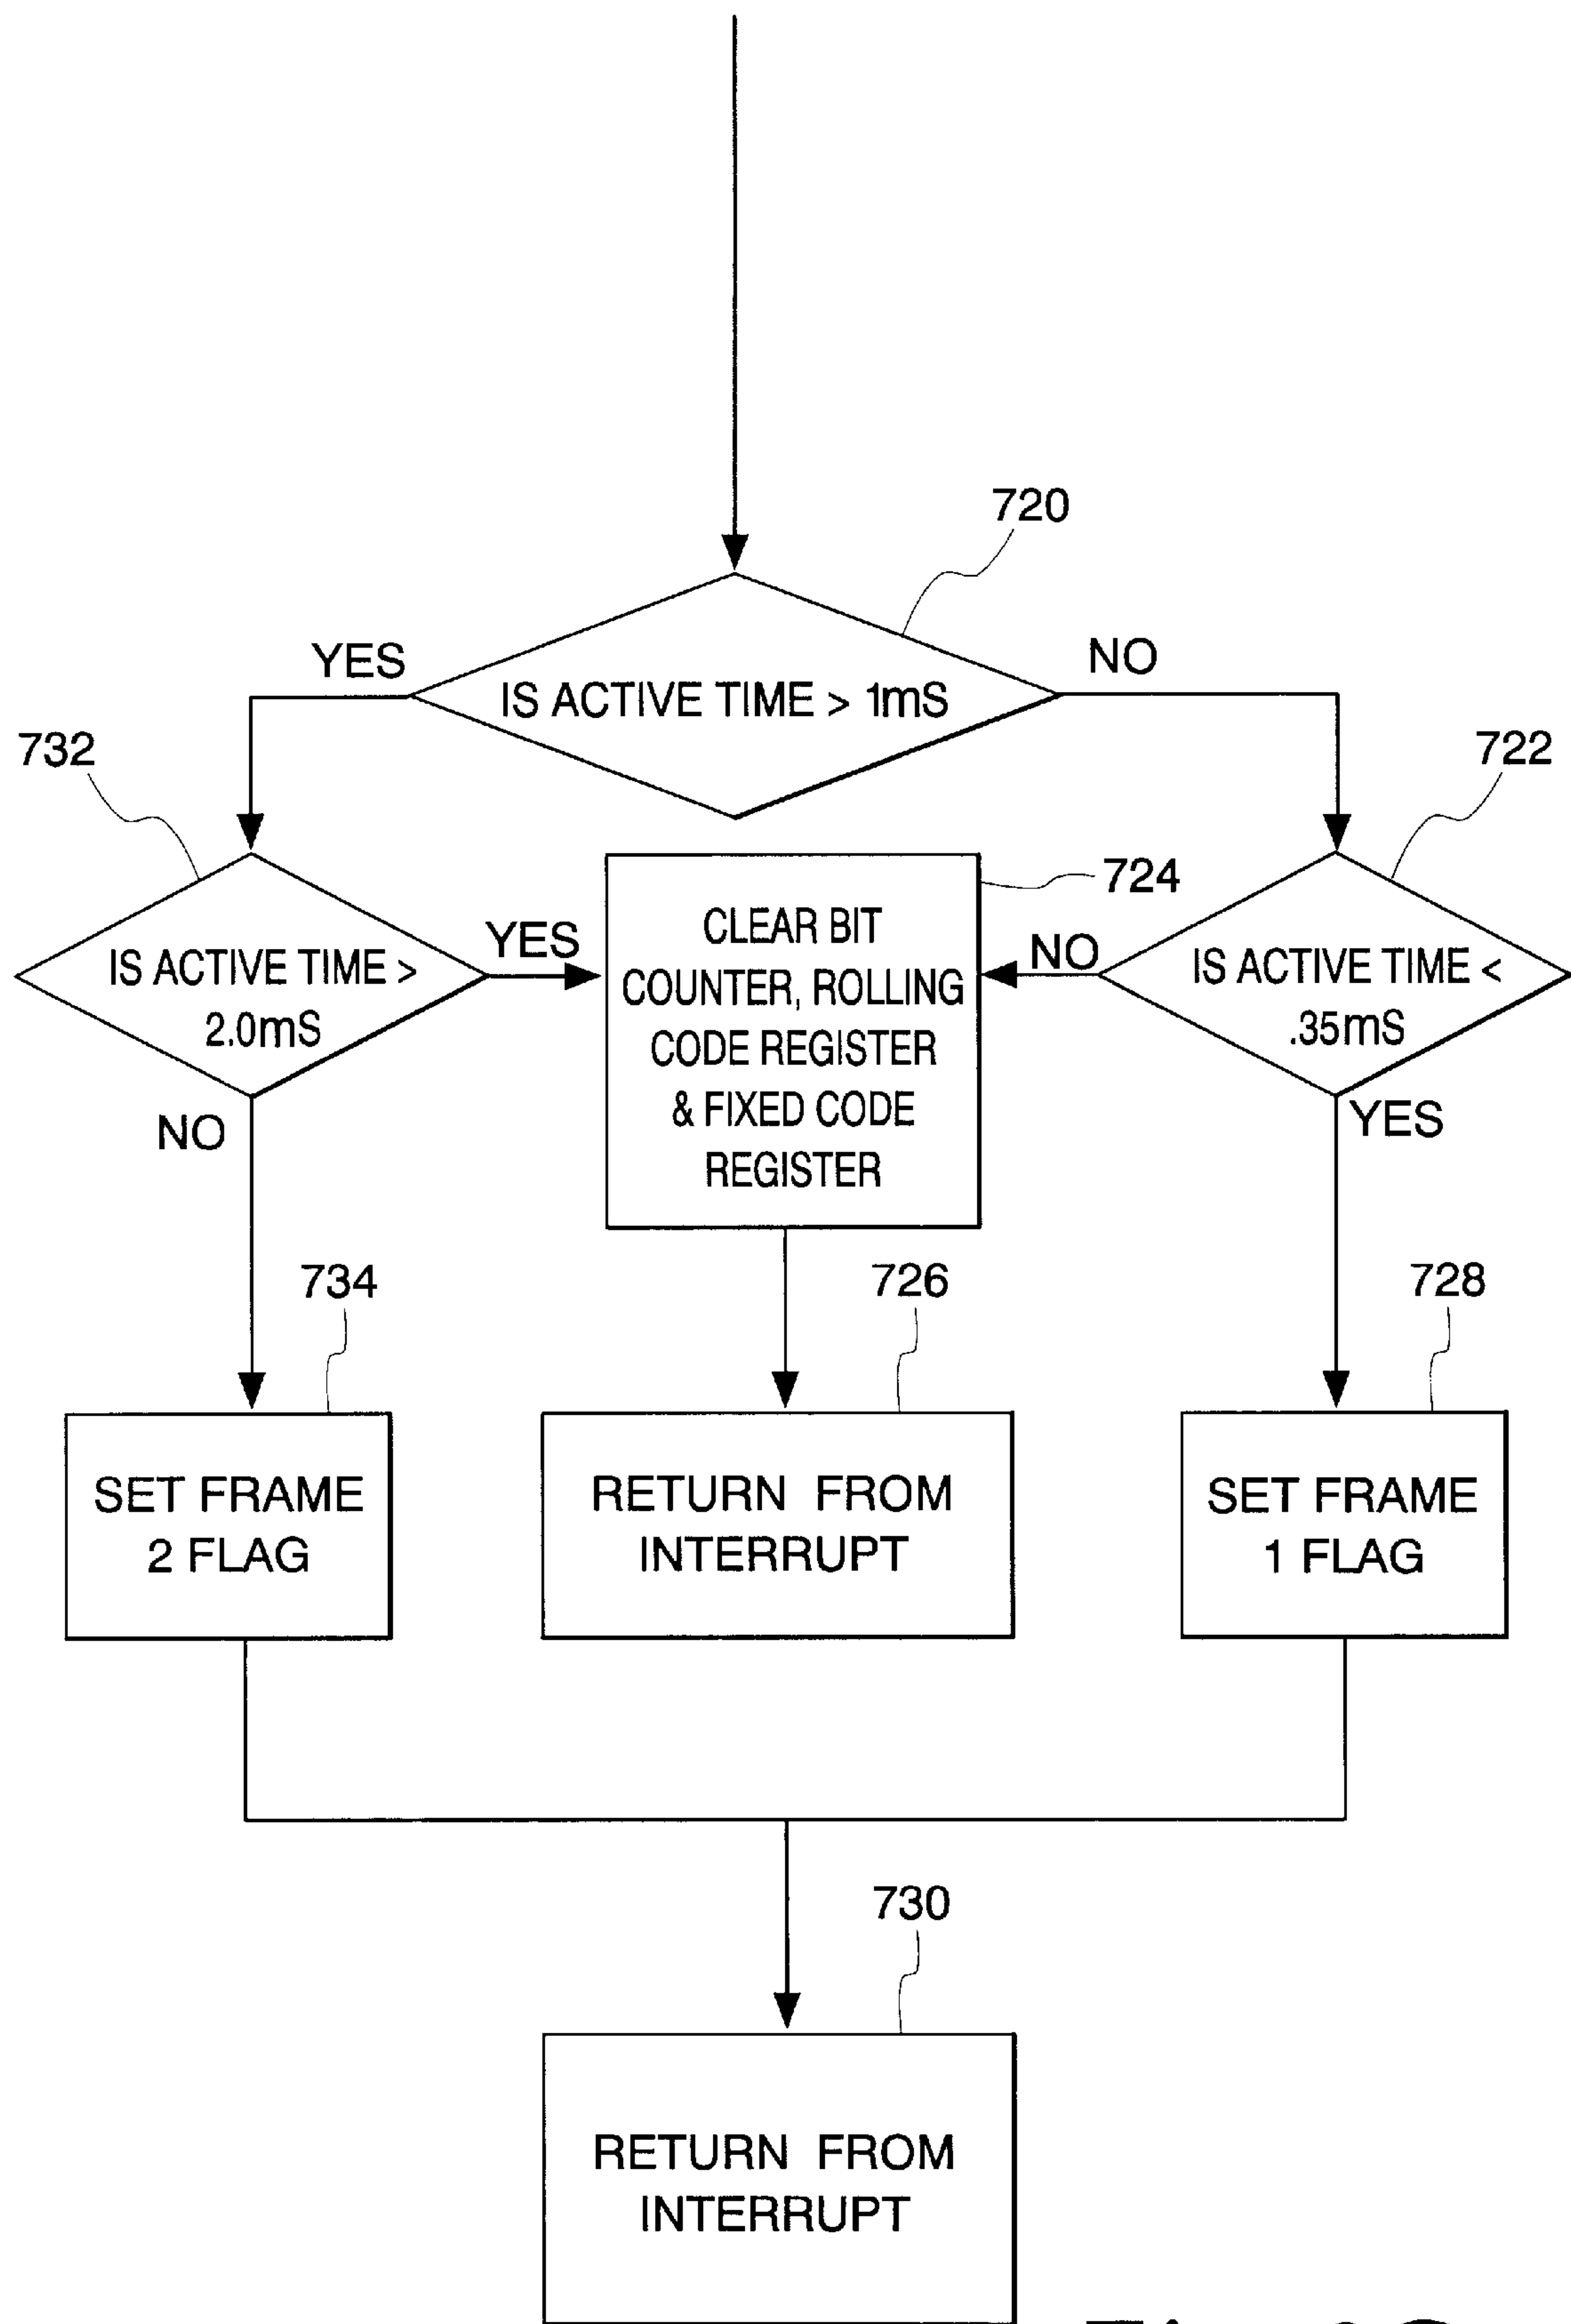 720
YES
NO
IS ACTIVE TIME > 1mS
732
722
724
YES
NO
IS ACTIVE TIME >
2.0mS
CLEAR BIT
COUNTER, ROLLING
CODE REGISTER
& FIXED CODE
REGISTER
IS ACTIVE TIME <
.35mS
NO
YES
734
726
728
SET FRAME
2 FLAG
RETURN FROM
INTERRUPT
SET FRAME
1 FLAG
730
RETURN FROM
INTERRUPT